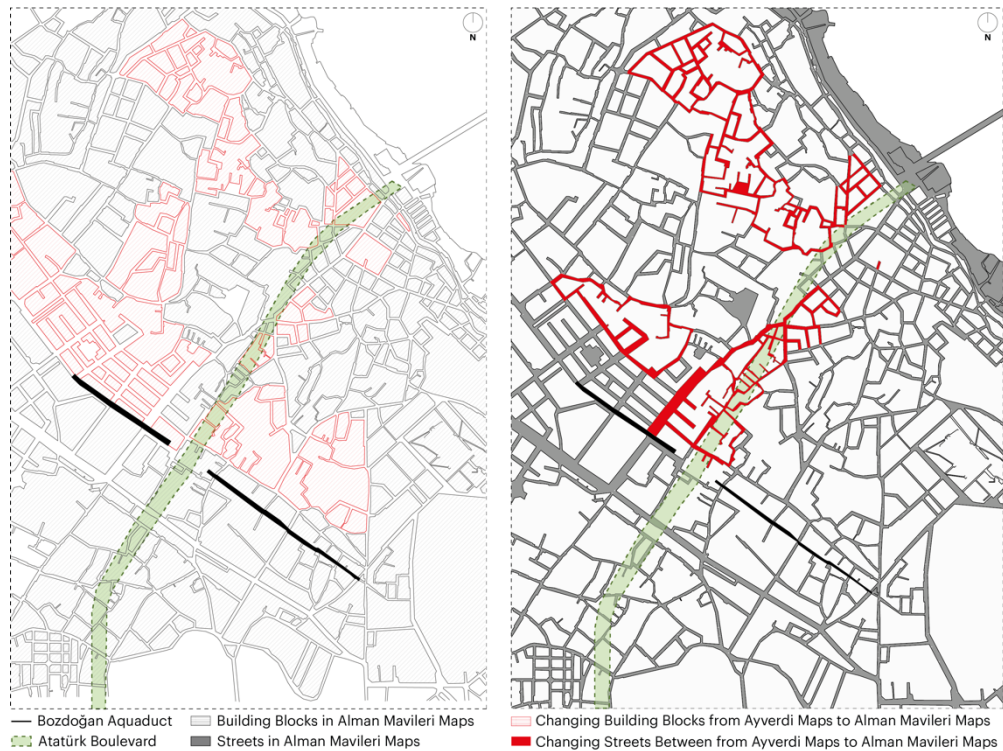 N
N
Bozdoğan Aquaduct
Building Blocks in Alman Mavileri Maps
Changing Building Blocks from Ayverdi Maps to Alman Mavileri Maps
Atatürk Boulevard
Streets in Alman Mavileri Maps
Changing Streets Between from Ayverdi Maps to Alman Mavileri Maps